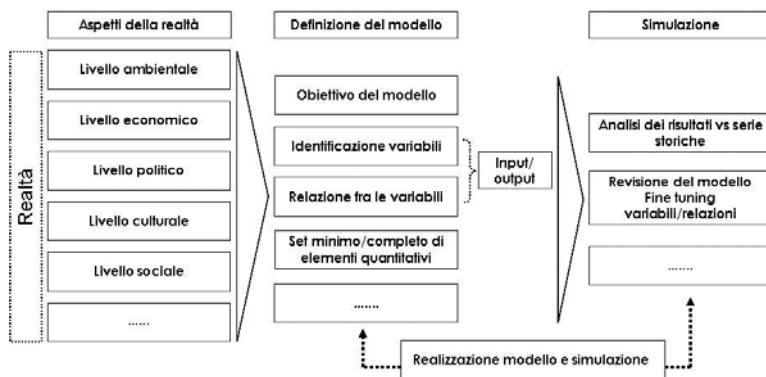 Aspetti della realtà
Definizione del modello
Simulazione
Realtà
Livello ambientale
Livello economico
Livello politico
Livello culturale
Livello sociale
......
Obiettivo del modello
Identificazione variabili
Relazione fra le variabili
Set minimo/completo di
elementi quantitativi
.......
Input/
output
Analisi dei risultati vs serie
storiche
Revisione del modello
Fine tuning
variabili/relazioni
.......
Realizzazione modello e simulazione